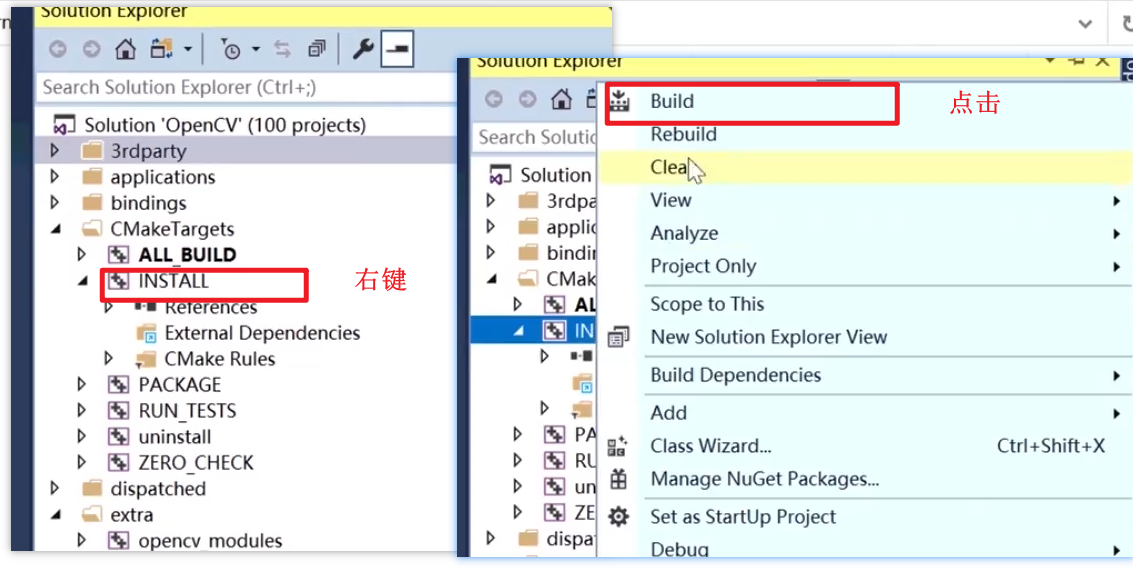 Solution Explorer
Search Solution Explorer (Ctrl+;)
Solution 'OpenCV' (100 projects)
3rdparty
applications
bindings
CMakeTargets
ALL_BUILD
INSTALL
右键
References
External Dependencies
CMake Rules
PACKAGE
RUN_TESTS
uninstall
ZERO_CHECK
dispatched
extra
opencv_modules
Solution Explorer
Search Solutio
Solution
3rdpa
applic
bindin
CMak
AL
IN
PA
RU
un
ZE
dispat
Build
点击
Rebuild
Clea
View
Analyze
Project Only
Scope to This
New Solution Explorer View
Build Dependencies
Add
Class Wizard... Ctrl+Shift+X
Manage NuGet Packages...
Set as StartUp Project
Debug